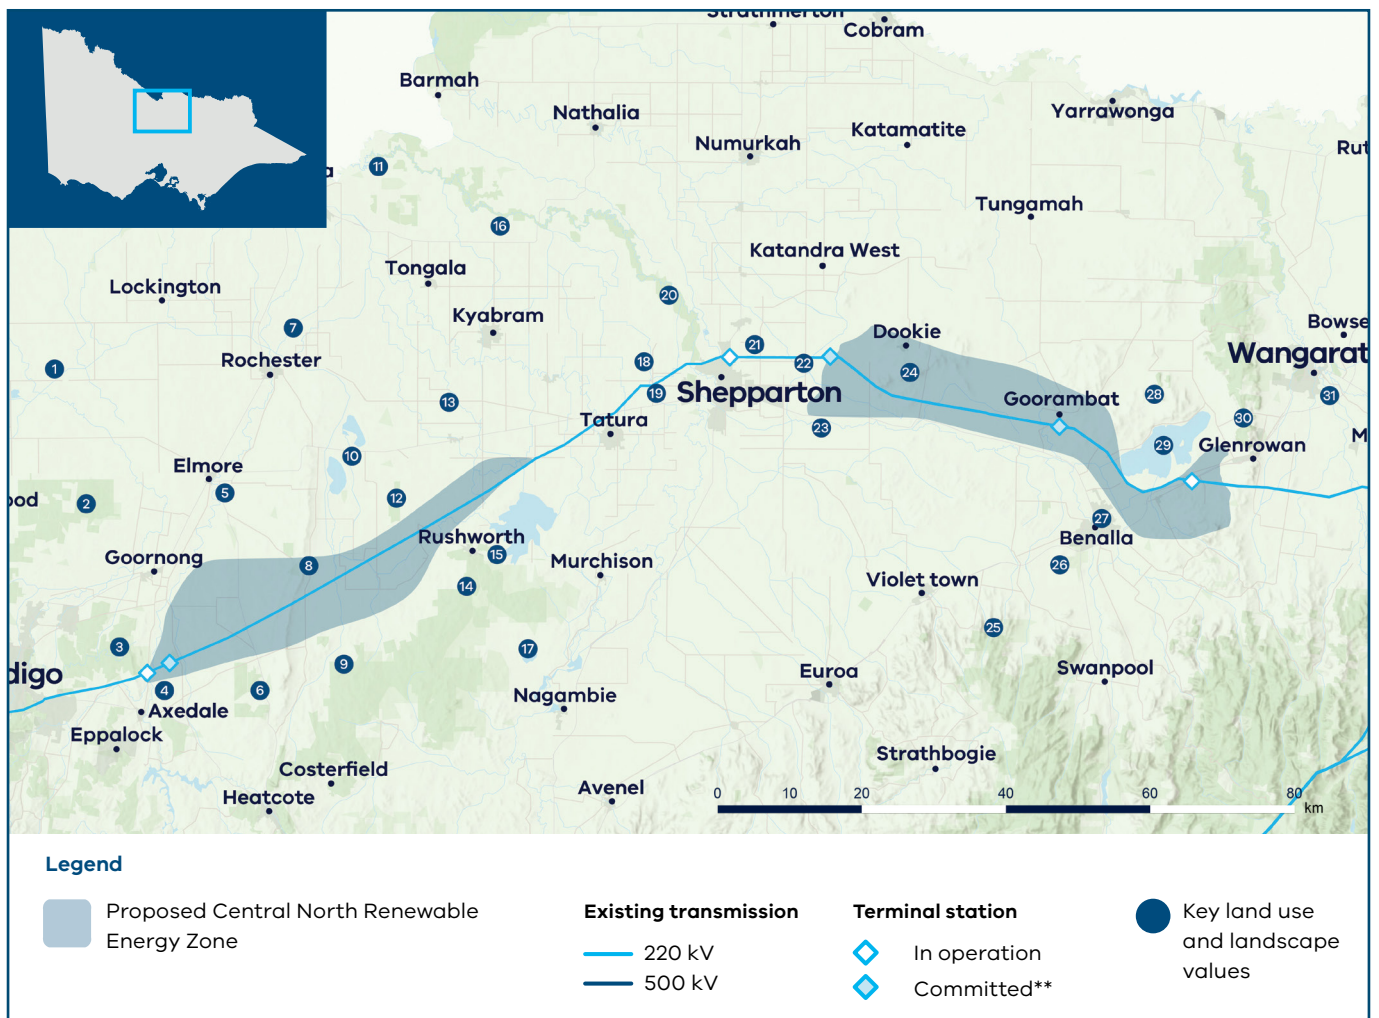 Strathmerton
Cobram
Barmah
Nathalia
Yarrawonga
Numurkah
Katamatite
Rut
11
a
Tungamah
16
Katandra West
Tongala
Lockington
20
Kyabram
7
Bowse
Dookie
21
Rochester
18
22
Wangarat
1
24
19
Shepparton
28
31
13
Goorambat
30
Tatura
23
29
Glenrowan
M
10
Elmore
5
12
ood
2
27
Rushworth
Benalla
15
Goornong
8
Murchison
26
14
Violet town
25
3
17
9
digo
Euroa
Swanpool
4
6
Nagambie
Axedale
Eppalock
Strathbogie
Costerfield
Avenel
Heatcote
0 10 20 40 60 80
km
Legend
Proposed Central North Renewable
Energy Zone
Existing transmission
220 kV
500 kV
Terminal station
In operation
Committed**
Key land use
and landscape
values